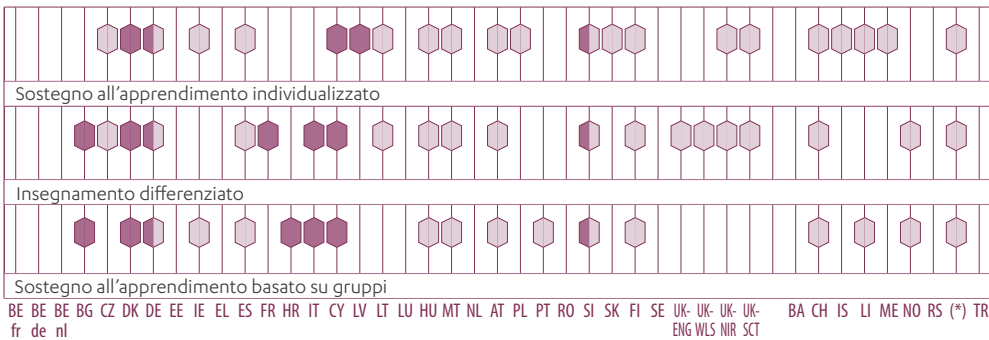 Sostegno all'apprendimento individualizzato
Insegnamento differenziato
Sostegno all'apprendimento basato su gruppi
BE BE BE BG CZ DK DE EE IE EL ES FR HR IT CY LV LT LU HU MT NL AT PL PT RO SI SK FI SE UK- UK- UK- UK- BA CH IS LI ME NO RS (*) TR
fr de nl ENG WLS NIR SCT